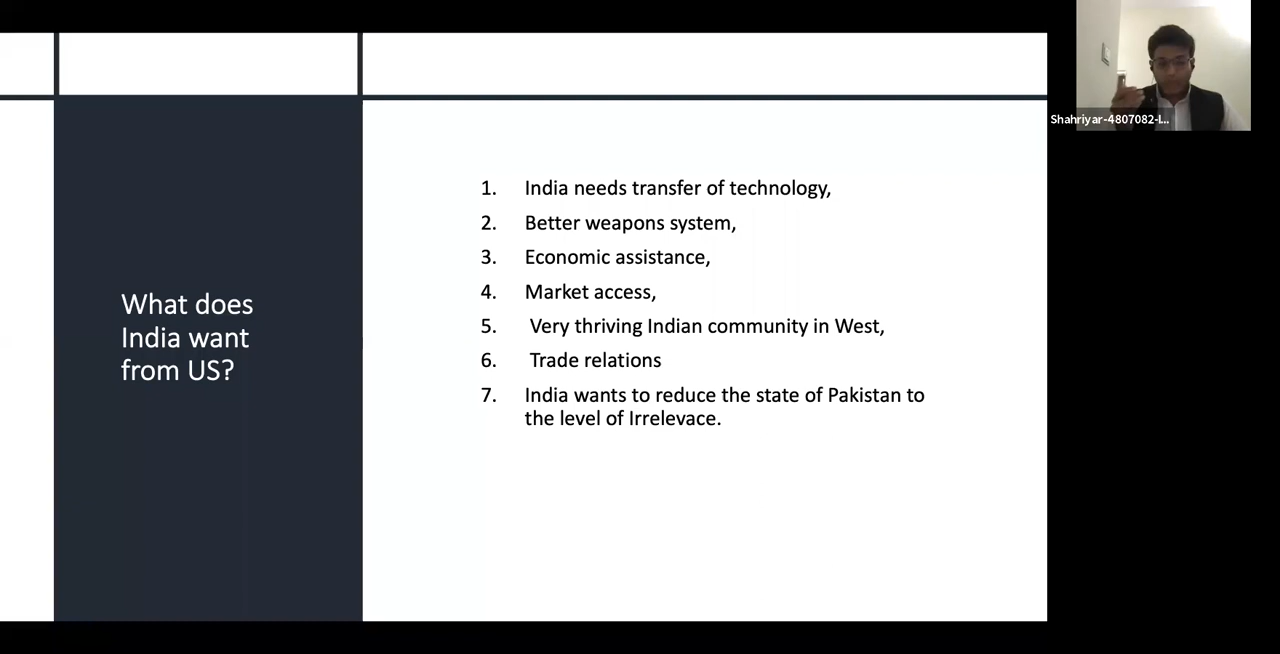 What does
India want
from US?
1. India needs transfer of technology,
2. Better weapons system,
3. Economic assistance,
4. Market access,
5. Very thriving Indian community in West,
6. Trade relations
7. India wants to reduce the state of Pakistan to
the level of Irrelevace.
Shahriyar-4807082-I...